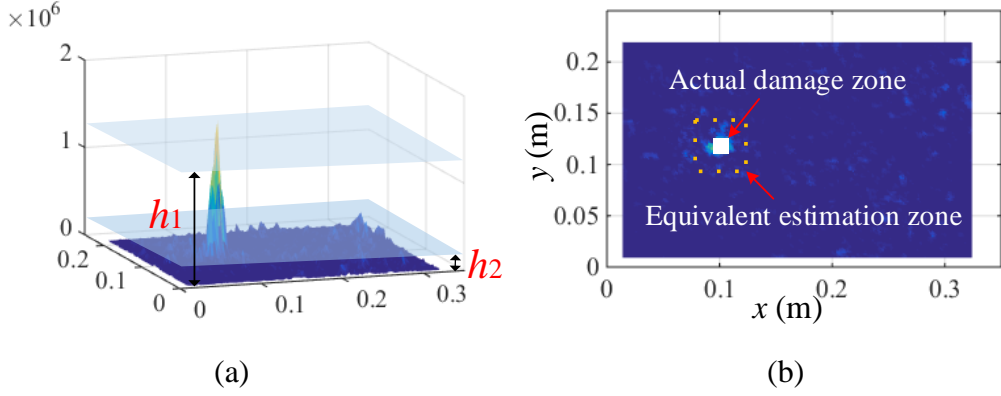 ×10⁶
2
1
0
0.2
0.1
0
0
0.1
0.2
0.3
h1
h2
(a)
0.2
0.15
0.1
0.05
0
0
0.1
0.2
0.3
y (m)
x (m)
Actual damage zone
Equivalent estimation zone
(b)